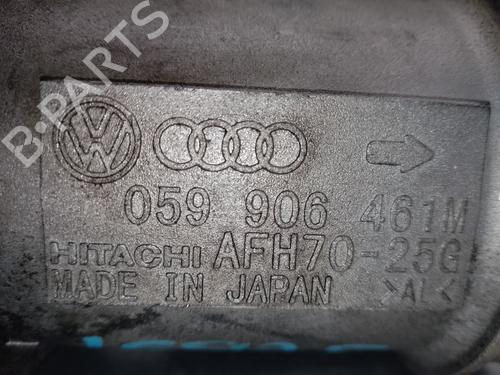 B-PARTS
059 906 461M
HITACHI AFH70-25G
MADE IN JAPAN >AL<